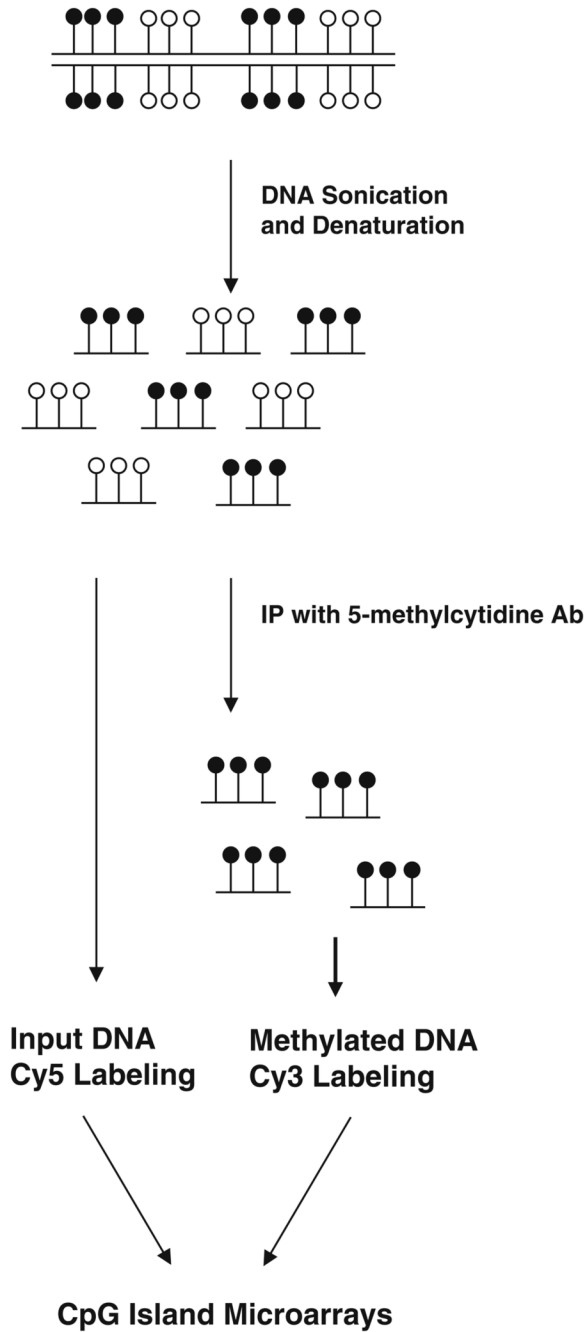 DNA Sonication
and Denaturation
IP with 5-methylcytidine Ab
Input DNA
Cy5 Labeling
Methylated DNA
Cy3 Labeling
CpG Island Microarrays